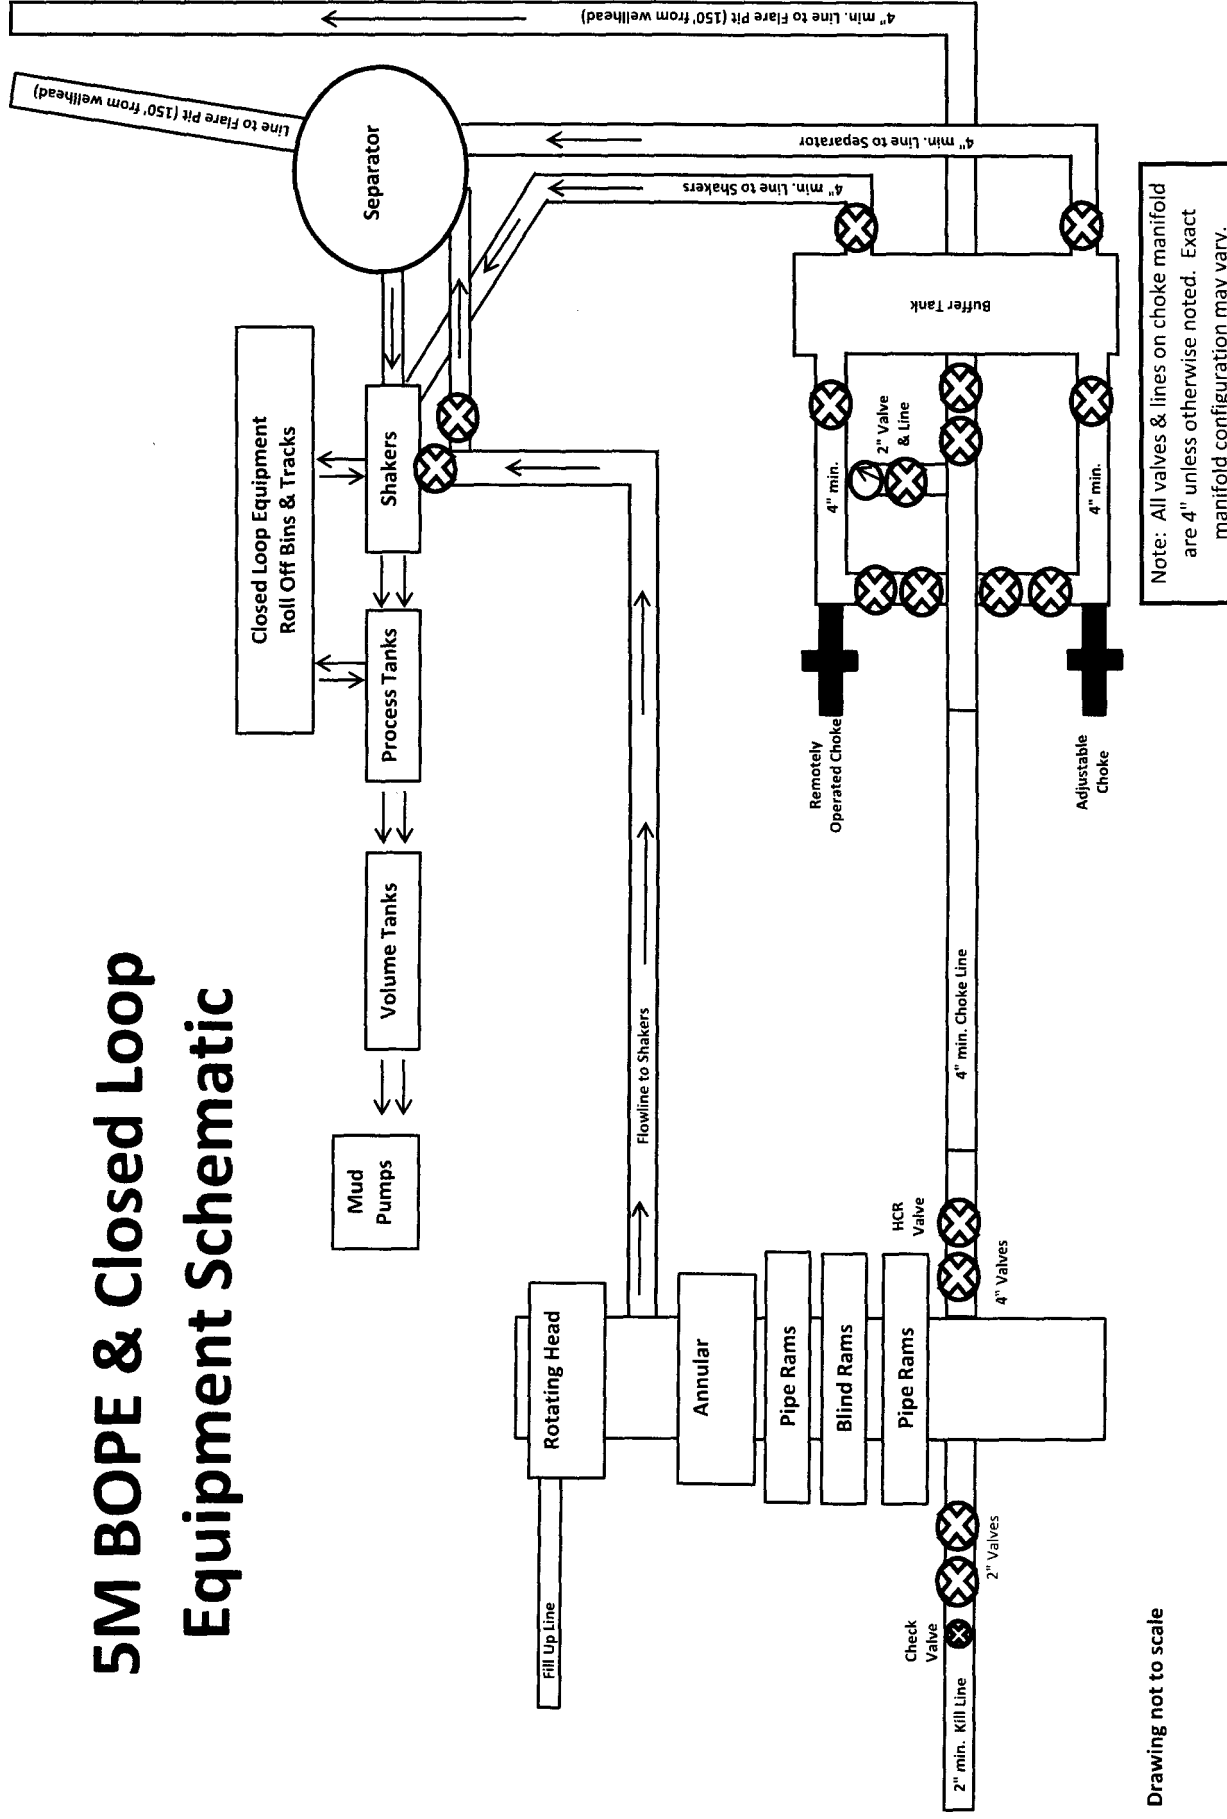 5M BOPE & Closed Loop
Equipment Schematic
Closed Loop Equipment
Roll Off Bins & Tracks
Mud
Pumps
Volume Tanks
Process Tanks
Shakers
Separator
Line to Flare Pit (150' from wellhead)
4" min. Line to Flare Pit (150' from wellhead)
Fill Up Line
Rotating Head
Flowline to Shakers
Annular
Pipe Rams
Blind Rams
Pipe Rams
HCR
Valve
4" Valves
4" min. Choke Line
Check
Valve
2" Valves
2" min. Kill Line
Remotely
Operated Choke
Adjustable
Choke
4" min.
2" Valve
& Line
4" min.
Buffer Tank
4" min. Line to Shakers
4" min. Line to Separator
Note: All valves & lines on choke manifold
are 4" unless otherwise noted. Exact
manifold configuration may vary.
Drawing not to scale